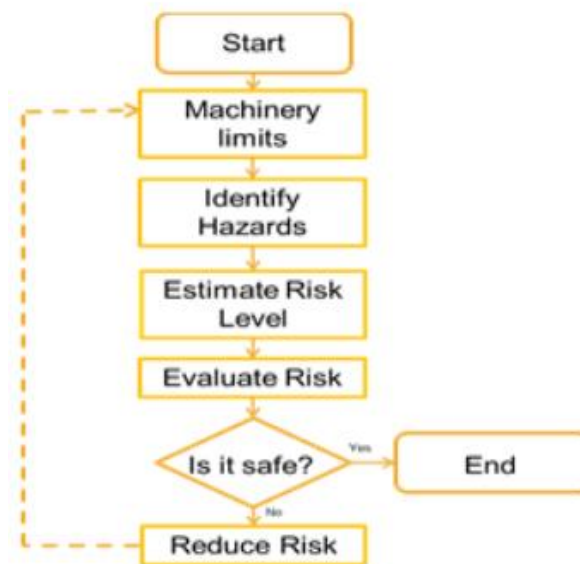 Start
Machinery
limits
Identify
Hazards
Estimate Risk
Level
Evaluate Risk
Is it safe?
Yes
End
No
Reduce Risk